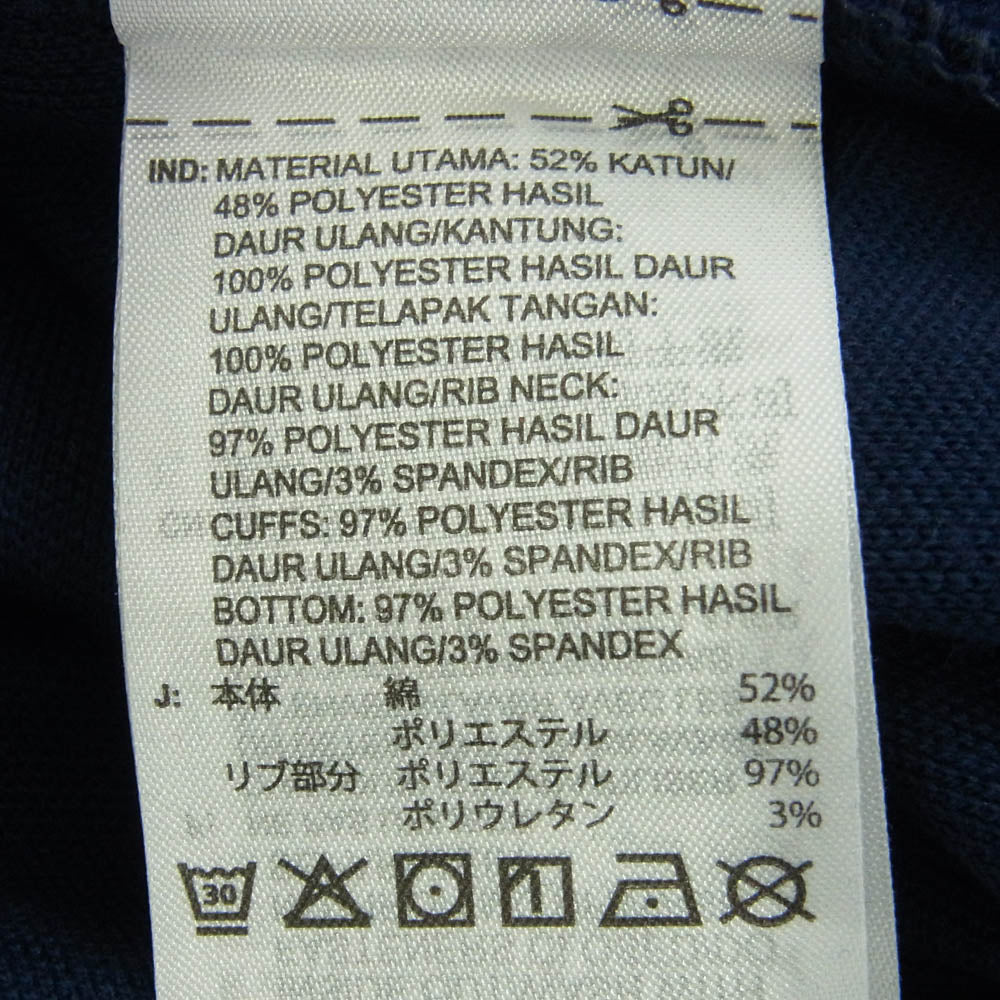 IND: MATERIAL UTAMA: 52% KATUN/
48% POLYESTER HASIL
DAUR ULANG/KANTUNG:
100% POLYESTER HASIL DAUR
ULANG/TELAPAK TANGAN:
100% POLYESTER HASIL
DAUR ULANG/RIB NECK:
97% POLYESTER HASIL DAUR
ULANG/3% SPANDEX/RIB
CUFFS: 97% POLYESTER HASIL
DAUR ULANG/3% SPANDEX/RIB
BOTTOM: 97% POLYESTER HASIL
DAUR ULANG/3% SPANDEX
J: 本体 綿 52%
ポリエステル 48%
リブ部分 ポリエステル 97%
ポリウレタン 3%
30